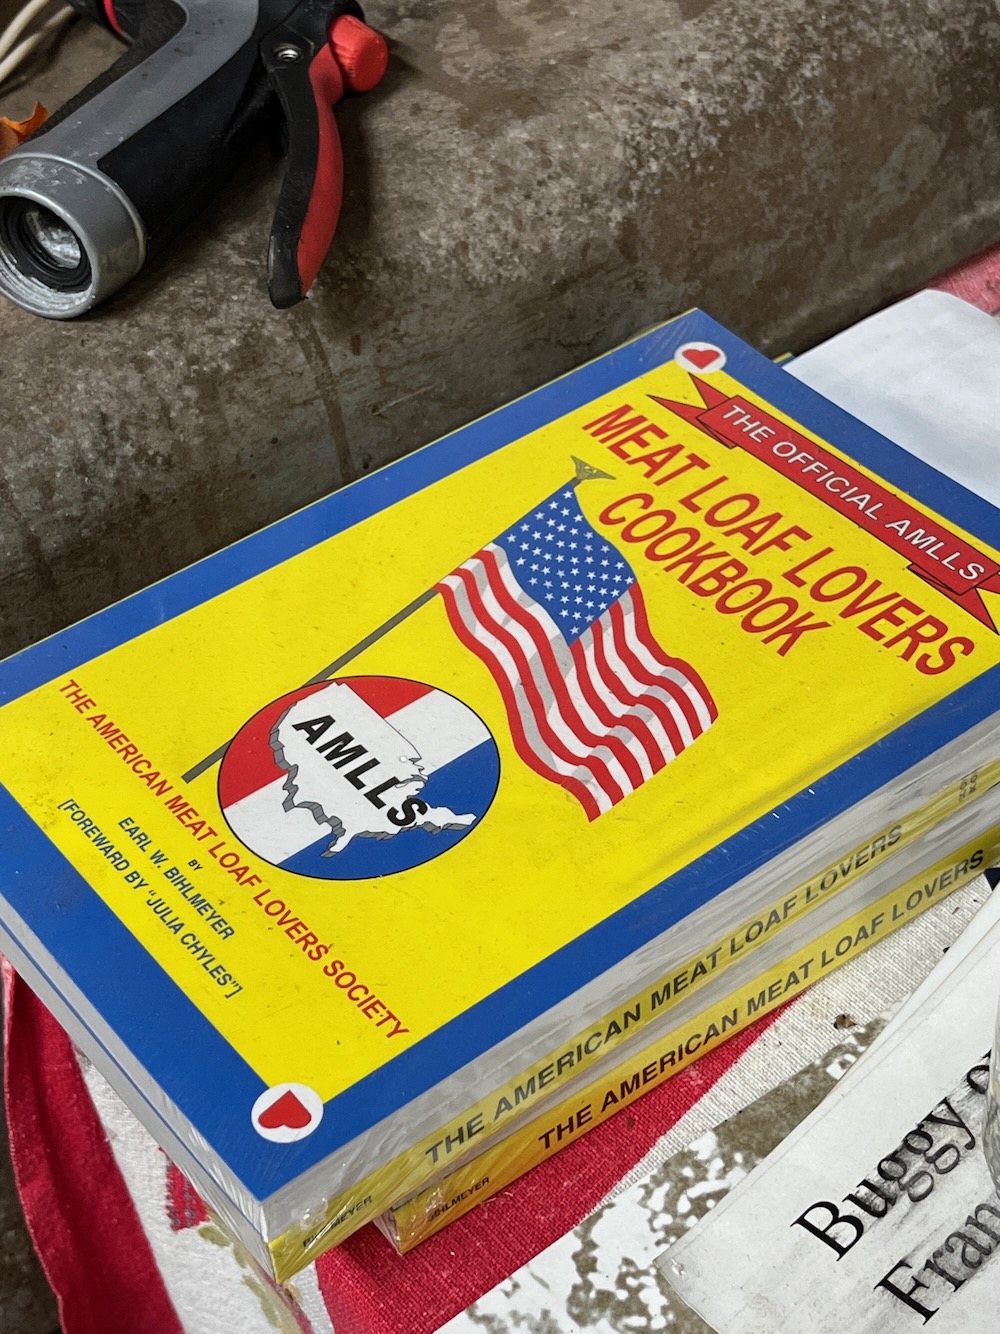 THE OFFICIAL AMLLS
MEAT LOAF LOVERS
COOKBOOK
AMLLS
THE AMERICAN MEAT LOAF LOVERS SOCIETY
BY
EARL W. BIHLMEYER
[FOREWARD BY "JULIA CHYLES"]
THE AMERICAN MEAT LOAF LOVERS
BIHLMEYER
THE AMERICAN MEAT LOAF LOVERS
BIHLMEYER
Buggy